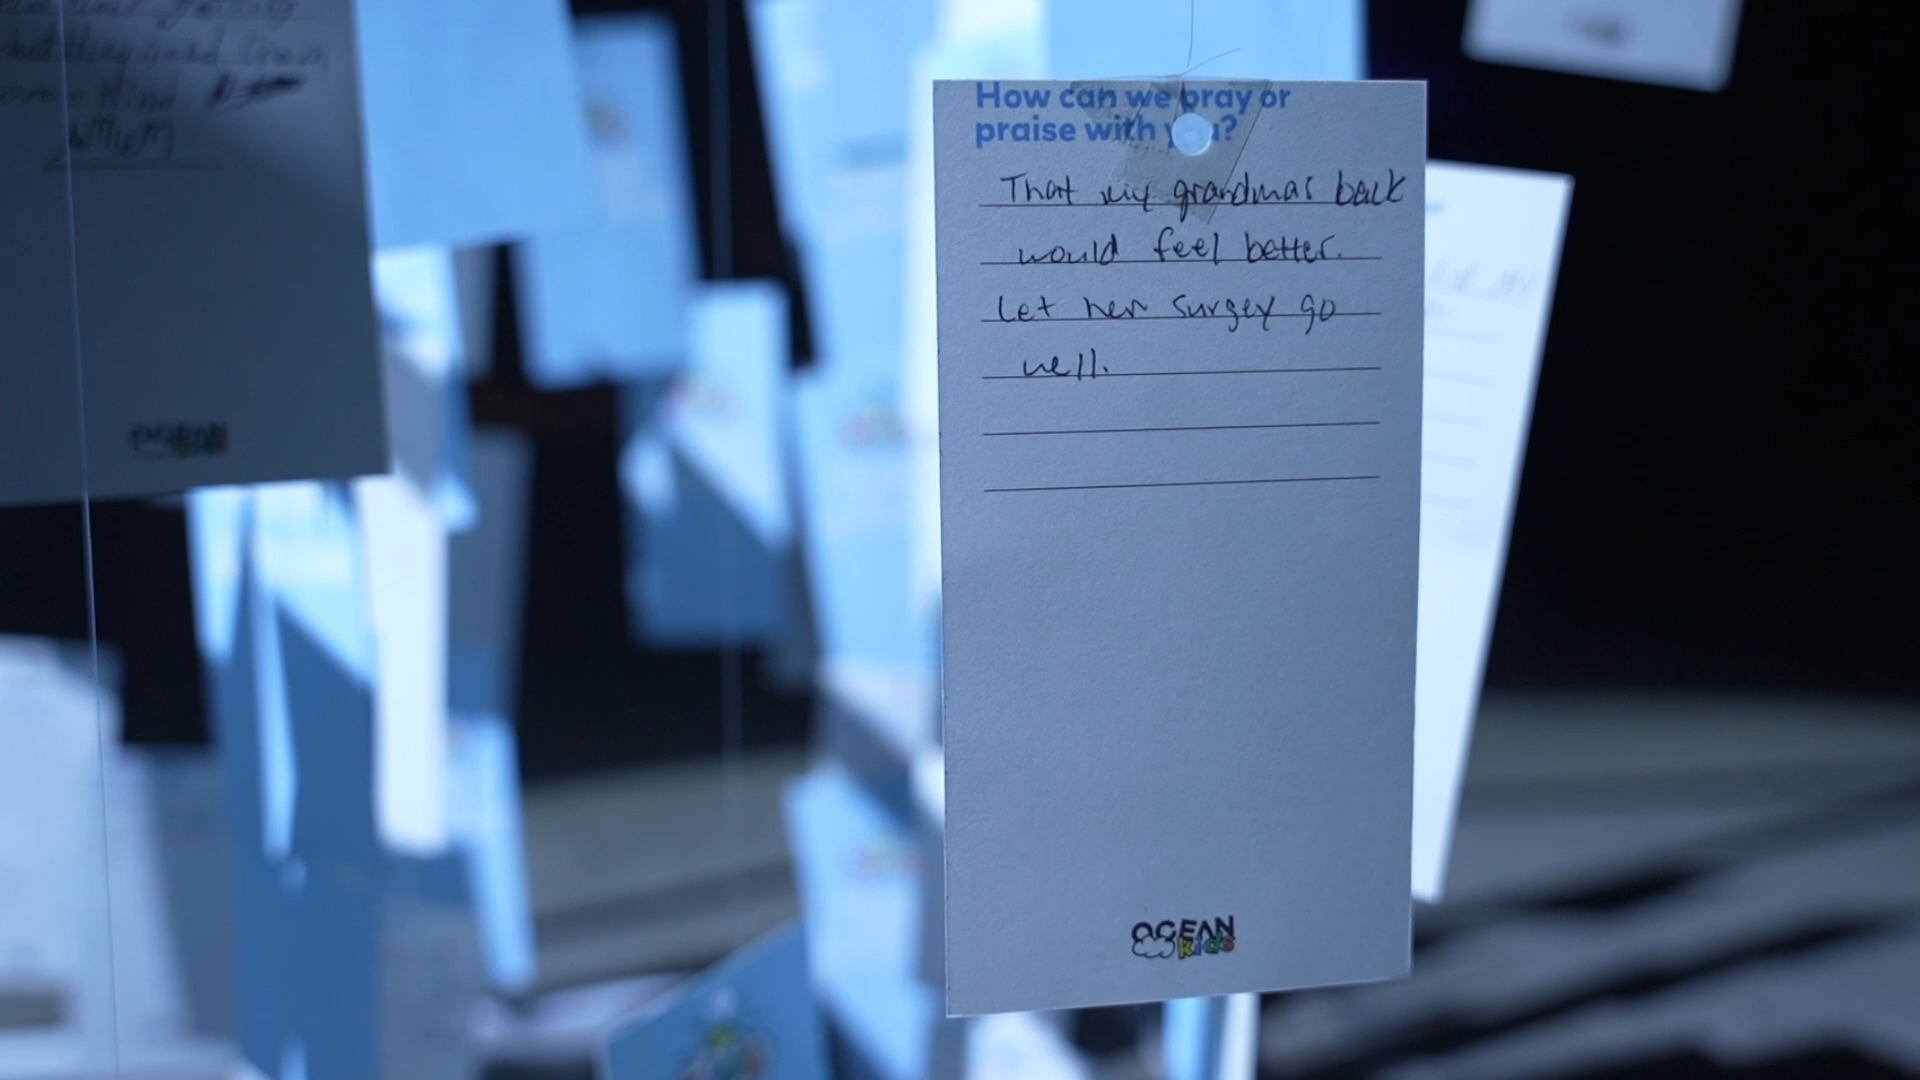 How can we pray or
praise with you?
That my grandmas back
would feel better.
Let her surgey go
well.
OCEAN
kids
OCEAN